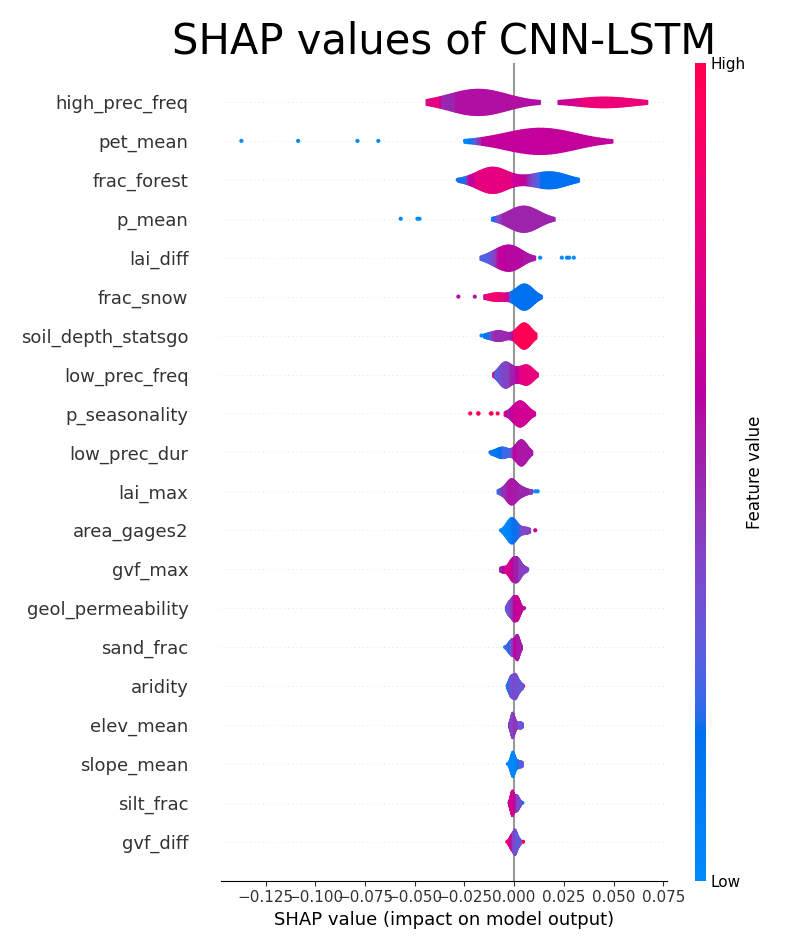 SHAP values of CNN-LSTM
High
high_prec_freq
pet_mean
frac_forest
p_mean
lai_diff
frac_snow
soil_depth_statsgo
low_prec_freq
p_seasonality
low_prec_dur
lai_max
area_gages2
gvf_max
geol_permeability
sand_frac
aridity
elev_mean
slope_mean
silt_frac
gvf_diff
Feature value
Low
−0.125 −0.100 −0.075 −0.050 −0.025 0.000 0.025 0.050 0.075
SHAP value (impact on model output)